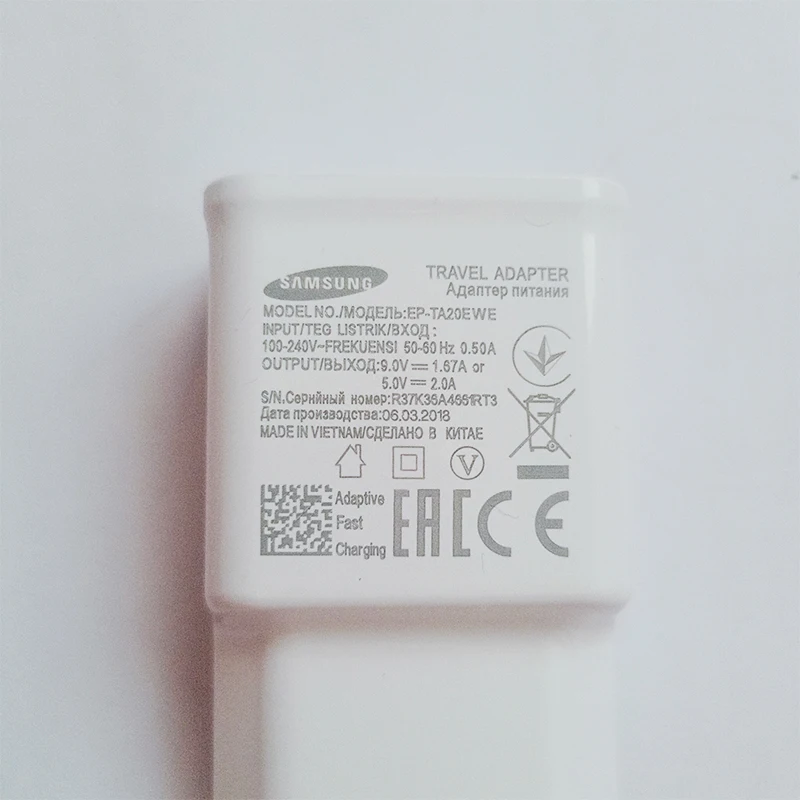 SAMSUNG
TRAVEL ADAPTER
Адаптер питания
MODEL NO./МОДЕЛЬ:EP-TA20EWE
INPUT/TEG LISTRIK/ВХОД :
100-240V~FREKUENSI 50-60 Hz 0.50A
OUTPUT/ВЫХОД:9.0V⎓1.67A or
5.0V⎓2.0A
S/N.Серийный номер:R37K36A4661RT3
Дата производства:06.03.2018
MADE IN VIETNAM/СДЕЛАНО В КИТАЕ
V
Adaptive
Fast
Charging
EAC CE